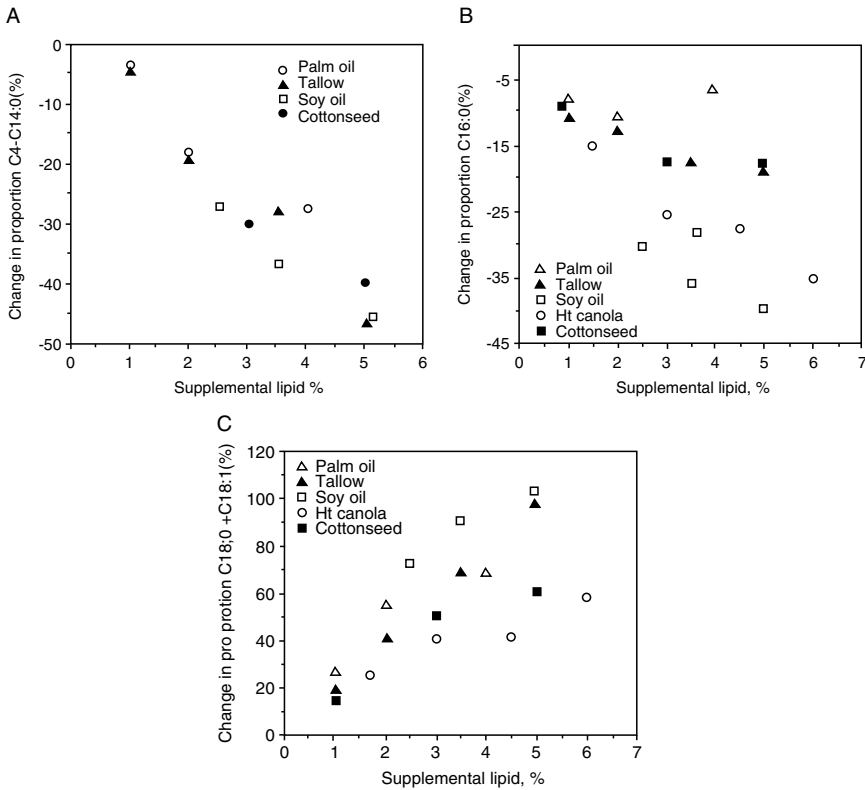 A
Change in proportion C4-C14:0(%)
0
-10
-20
-30
-40
-50
Palm oil
Tallow
Soy oil
Cottonseed
0 1 2 3 4 5 6
Supplemental lipid %
B
Change in proportion C16:0(%)
-5
-15
-25
-35
-45
Palm oil
Tallow
Soy oil
Ht canola
Cottonseed
0 1 2 3 4 5 6 7
Supplemental lipid, %
C
Change in pro protion C18;0 +C18:1(%)
120
100
80
60
40
20
0
Palm oil
Tallow
Soy oil
Ht canola
Cottonseed
0 1 2 3 4 5 6 7
Supplemental lipid, %